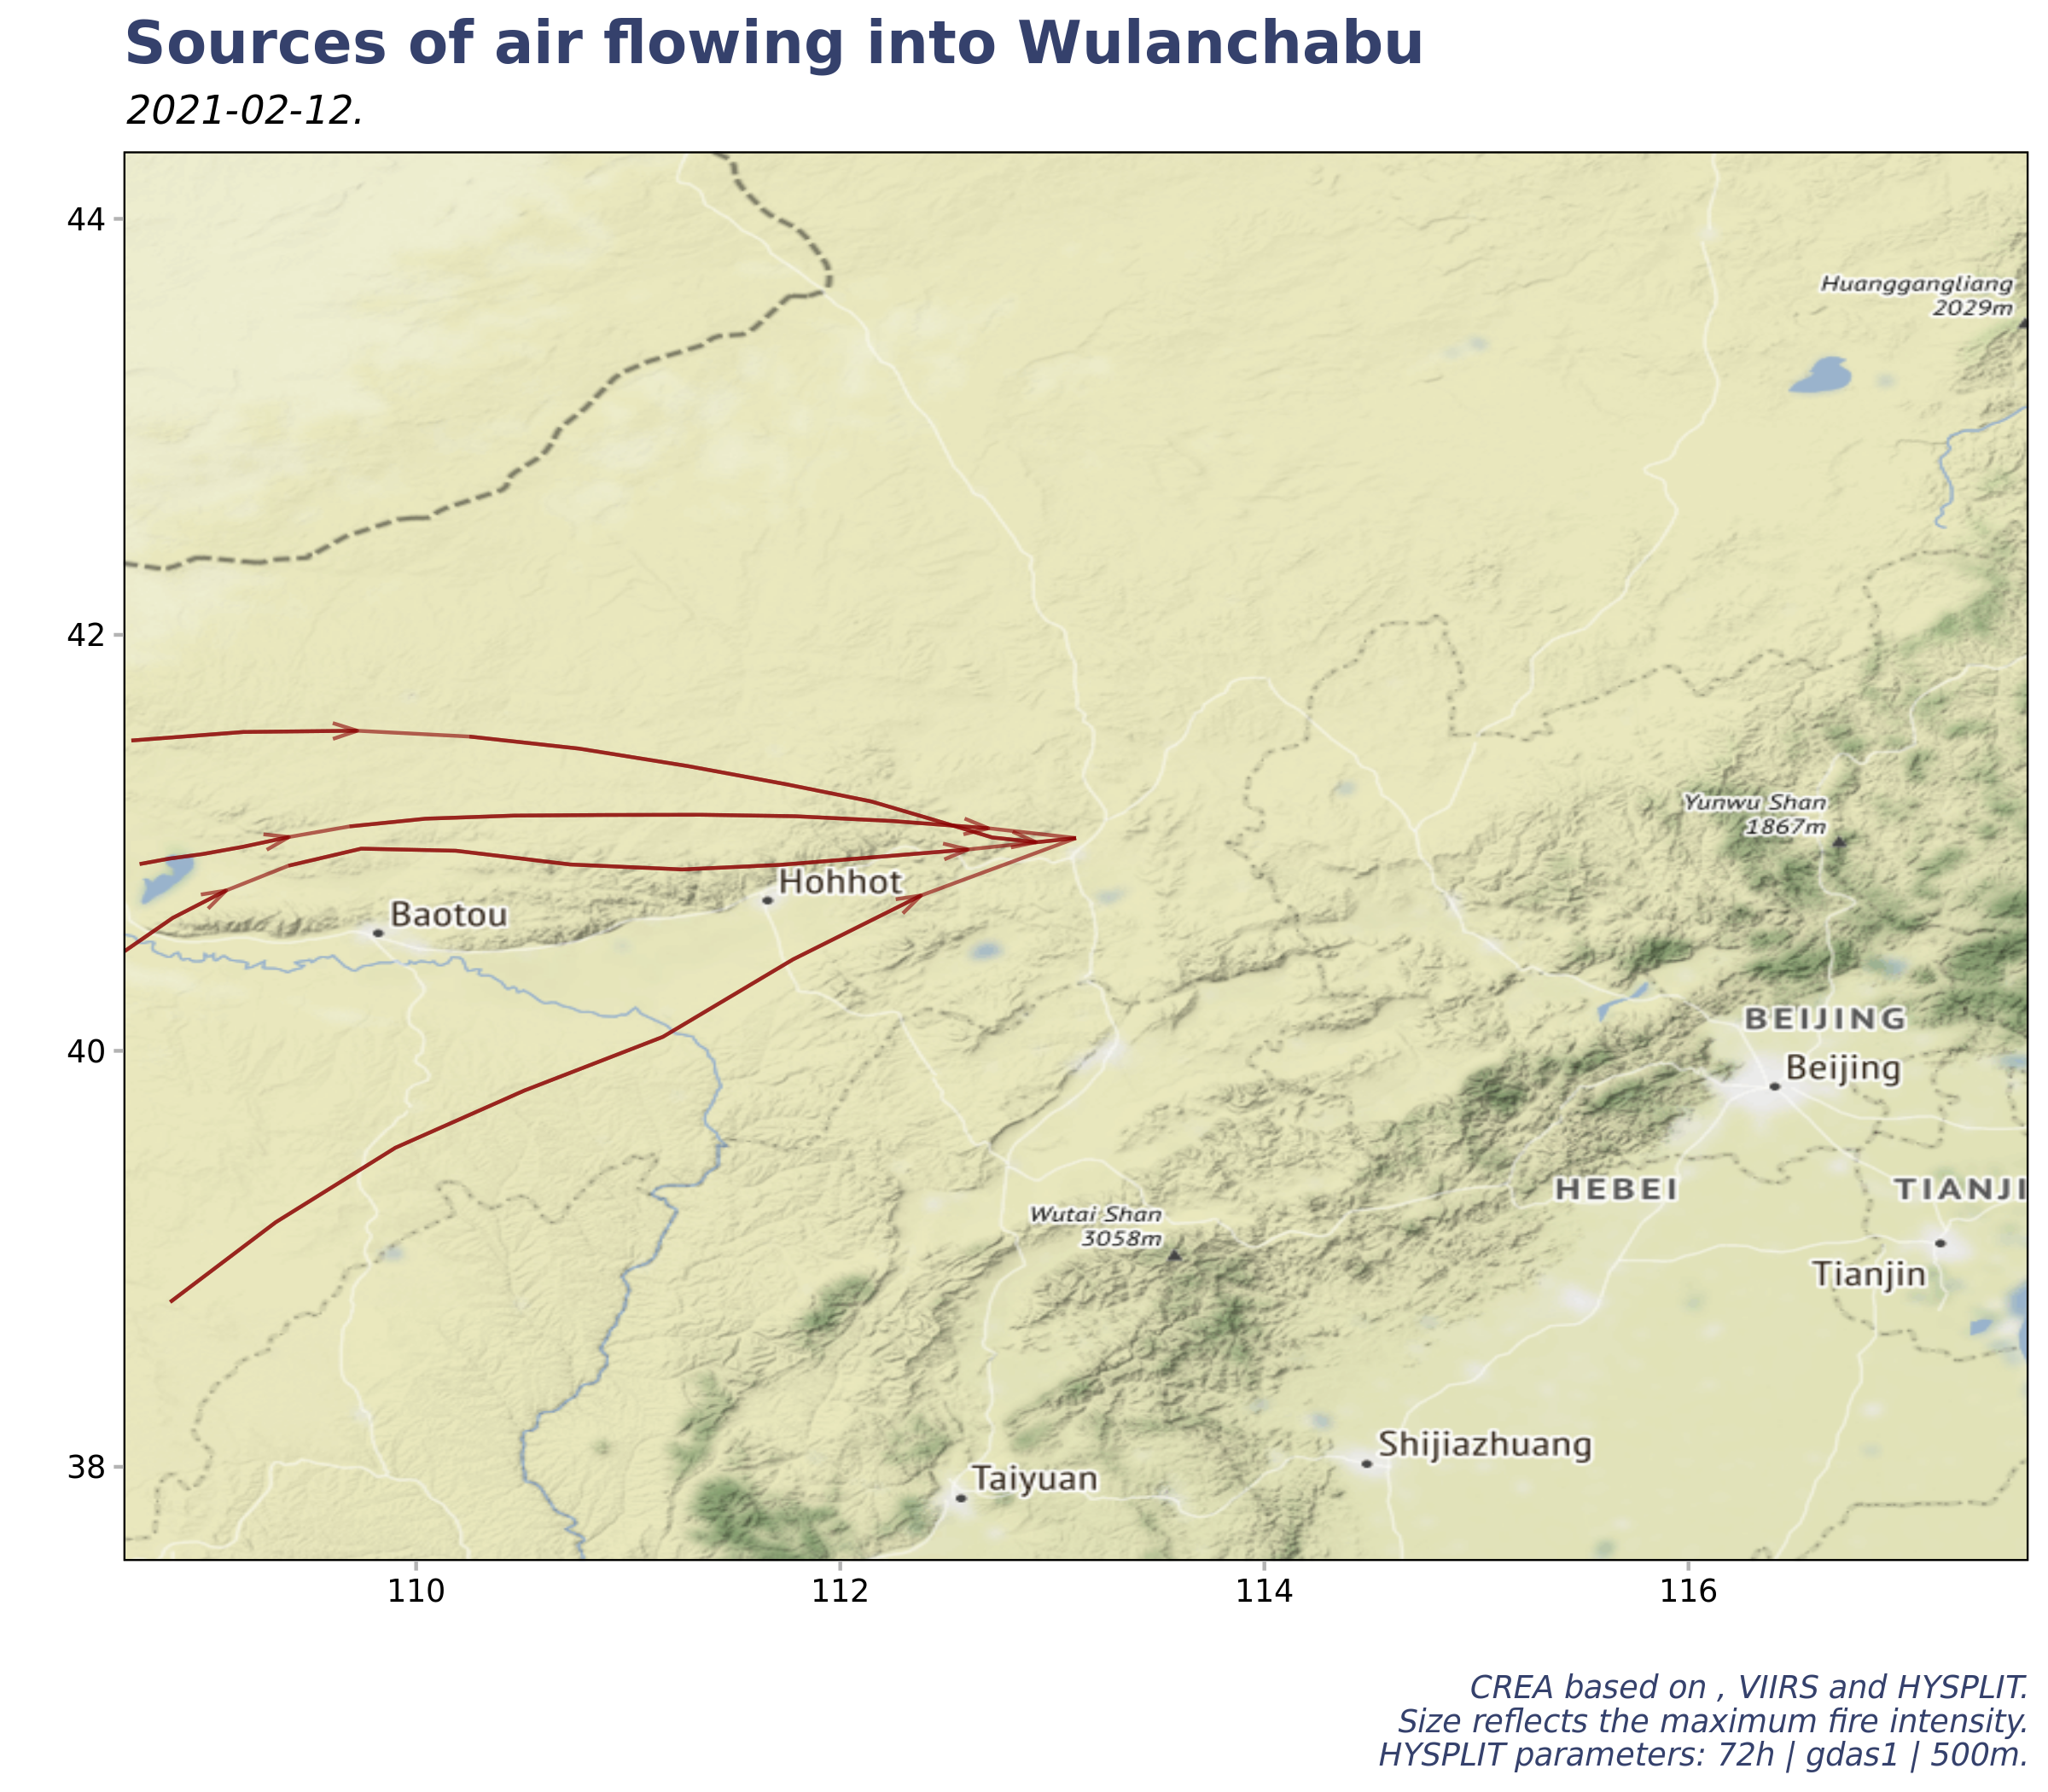 Sources of air flowing into Wulanchabu
2021-02-12.
44
42
40
38
110
112
114
116
Huanggangliang
2029m
Yunwu Shan
1867m
Hohhot
Baotou
BEIJING
Beijing
HEBEI
TIANJI
Wutai Shan
3058m
Tianjin
Shijiazhuang
Taiyuan
CREA based on , VIIRS and HYSPLIT.
Size reflects the maximum fire intensity.
HYSPLIT parameters: 72h | gdas1 | 500m.